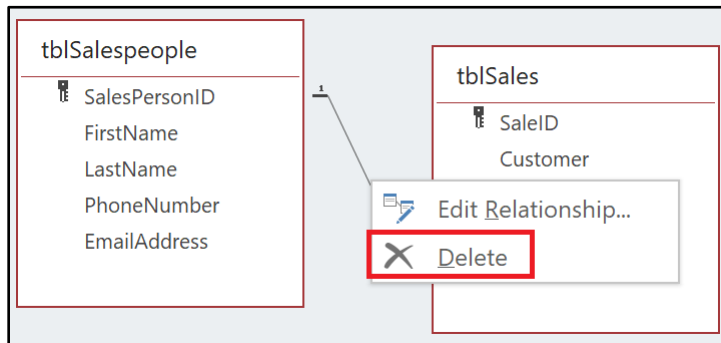 tblSalespeople
SalesPersonID
FirstName
LastName
PhoneNumber
EmailAddress
1
tblSales
SaleID
Customer
Edit Relationship...
Delete